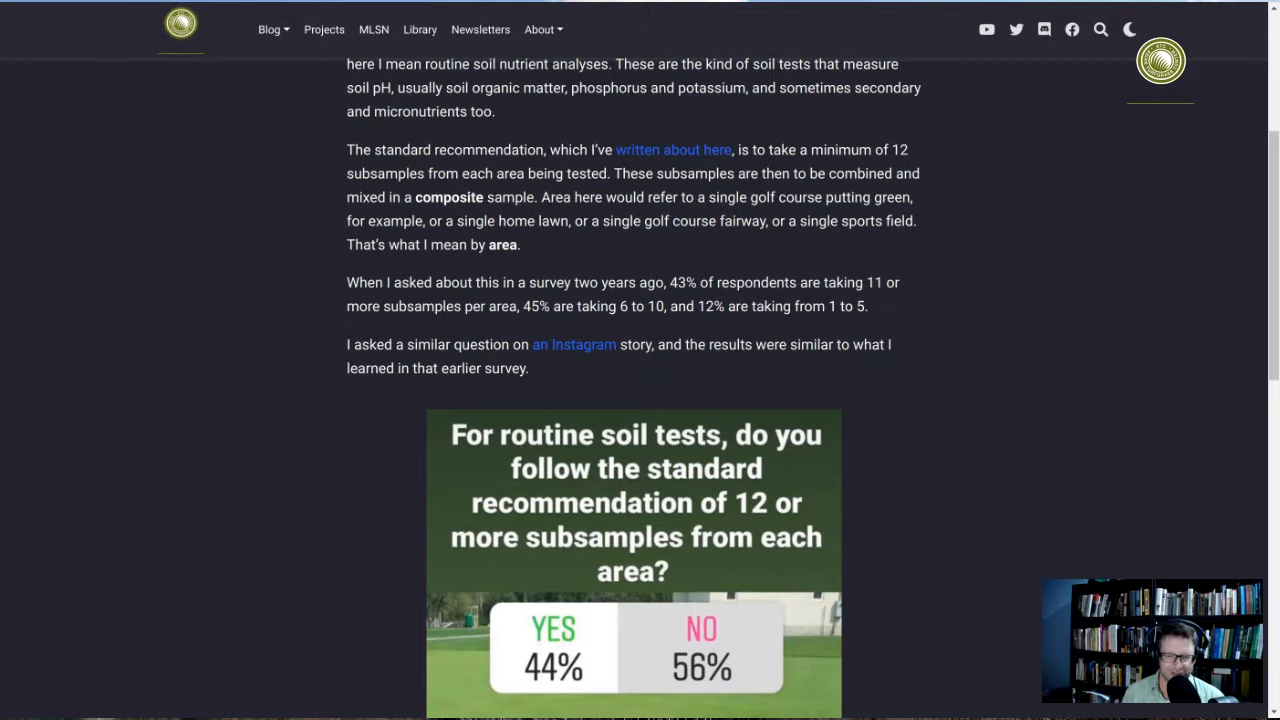 Blog Projects MLSN Library Newsletters About
here I mean routine soil nutrient analyses. These are the kind of soil tests that measure
soil pH, usually soil organic matter, phosphorus and potassium, and sometimes secondary
and micronutrients too.
The standard recommendation, which I've written about here, is to take a minimum of 12
subsamples from each area being tested. These subsamples are then to be combined and
mixed in a composite sample. Area here would refer to a single golf course putting green,
for example, or a single home lawn, or a single golf course fairway, or a single sports field.
That's what I mean by area.
When I asked about this in a survey two years ago, 43% of respondents are taking 11 or
more subsamples per area, 45% are taking 6 to 10, and 12% are taking from 1 to 5.
I asked a similar question on an Instagram story, and the results were similar to what I
learned in that earlier survey.
For routine soil tests, do you
follow the standard
recommendation of 12 or
more subsamples from each
area?
YES NO
44% 56%